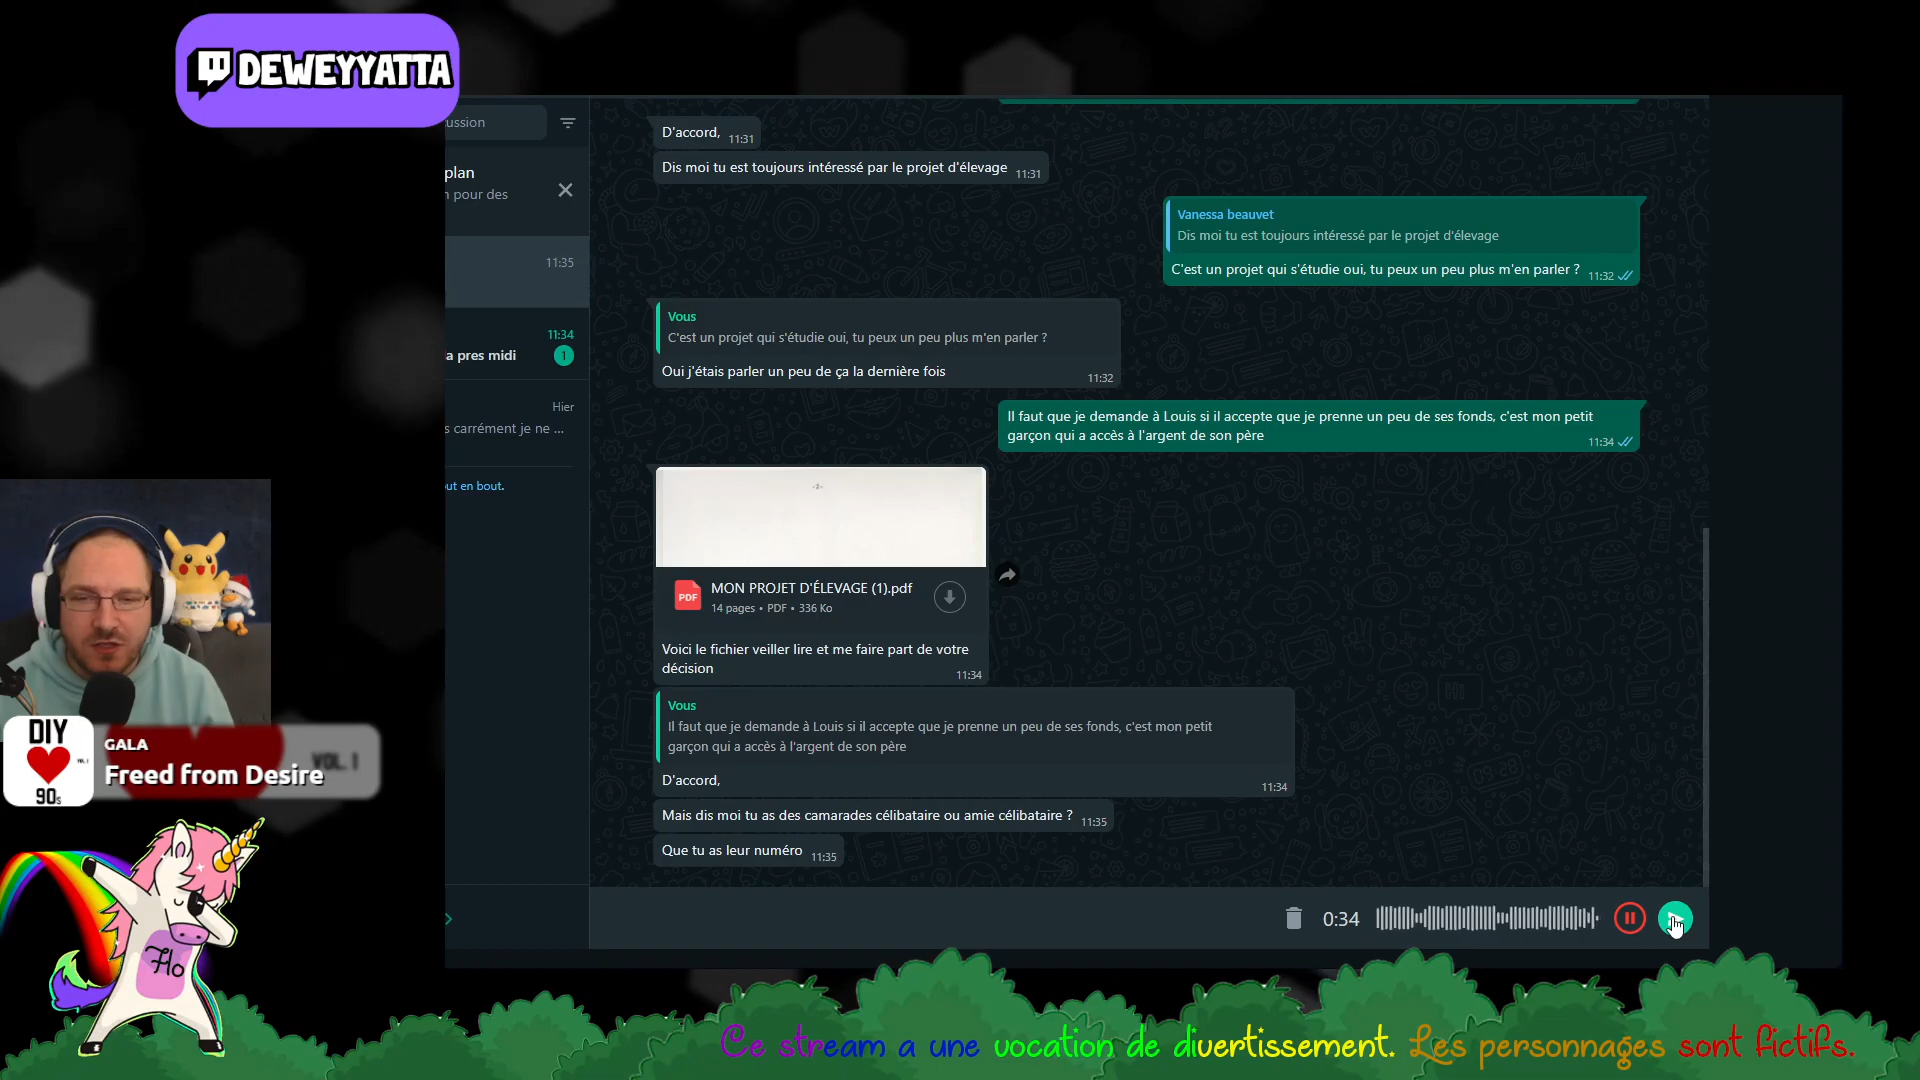 DEWEYYATTA
ussion
plan
n pour des
11:35
11:34
a pres midi
1
Hier
s carrément je ne ...
ut en bout.
D'accord, 11:31
Dis moi tu est toujours intéressé par le projet d'élevage 11:31
Vanessa beauvet
Dis moi tu est toujours intéressé par le projet d'élevage
C'est un projet qui s'étudie oui, tu peux un peu plus m'en parler ? 11:32
Vous
C'est un projet qui s'étudie oui, tu peux un peu plus m'en parler ?
Oui j'étais parler un peu de ça la dernière fois 11:32
Il faut que je demande à Louis si il accepte que je prenne un peu de ses fonds, c'est mon petit
garçon qui a accès à l'argent de son père 11:34
-2-
PDF
MON PROJET D'ÉLEVAGE (1).pdf
14 pages • PDF • 336 Ko
Voici le fichier veiller lire et me faire part de votre
décision 11:34
Vous
Il faut que je demande à Louis si il accepte que je prenne un peu de ses fonds, c'est mon petit
garçon qui a accès à l'argent de son père
D'accord, 11:34
Mais dis moi tu as des camarades célibataire ou amie célibataire ? 11:35
Que tu as leur numéro 11:35
0:34
DIY
90s
GALA
Freed from Desire
VOL. 1
Flo
Ce stream a une vocation de divertissement. Les personnages sont fictifs.